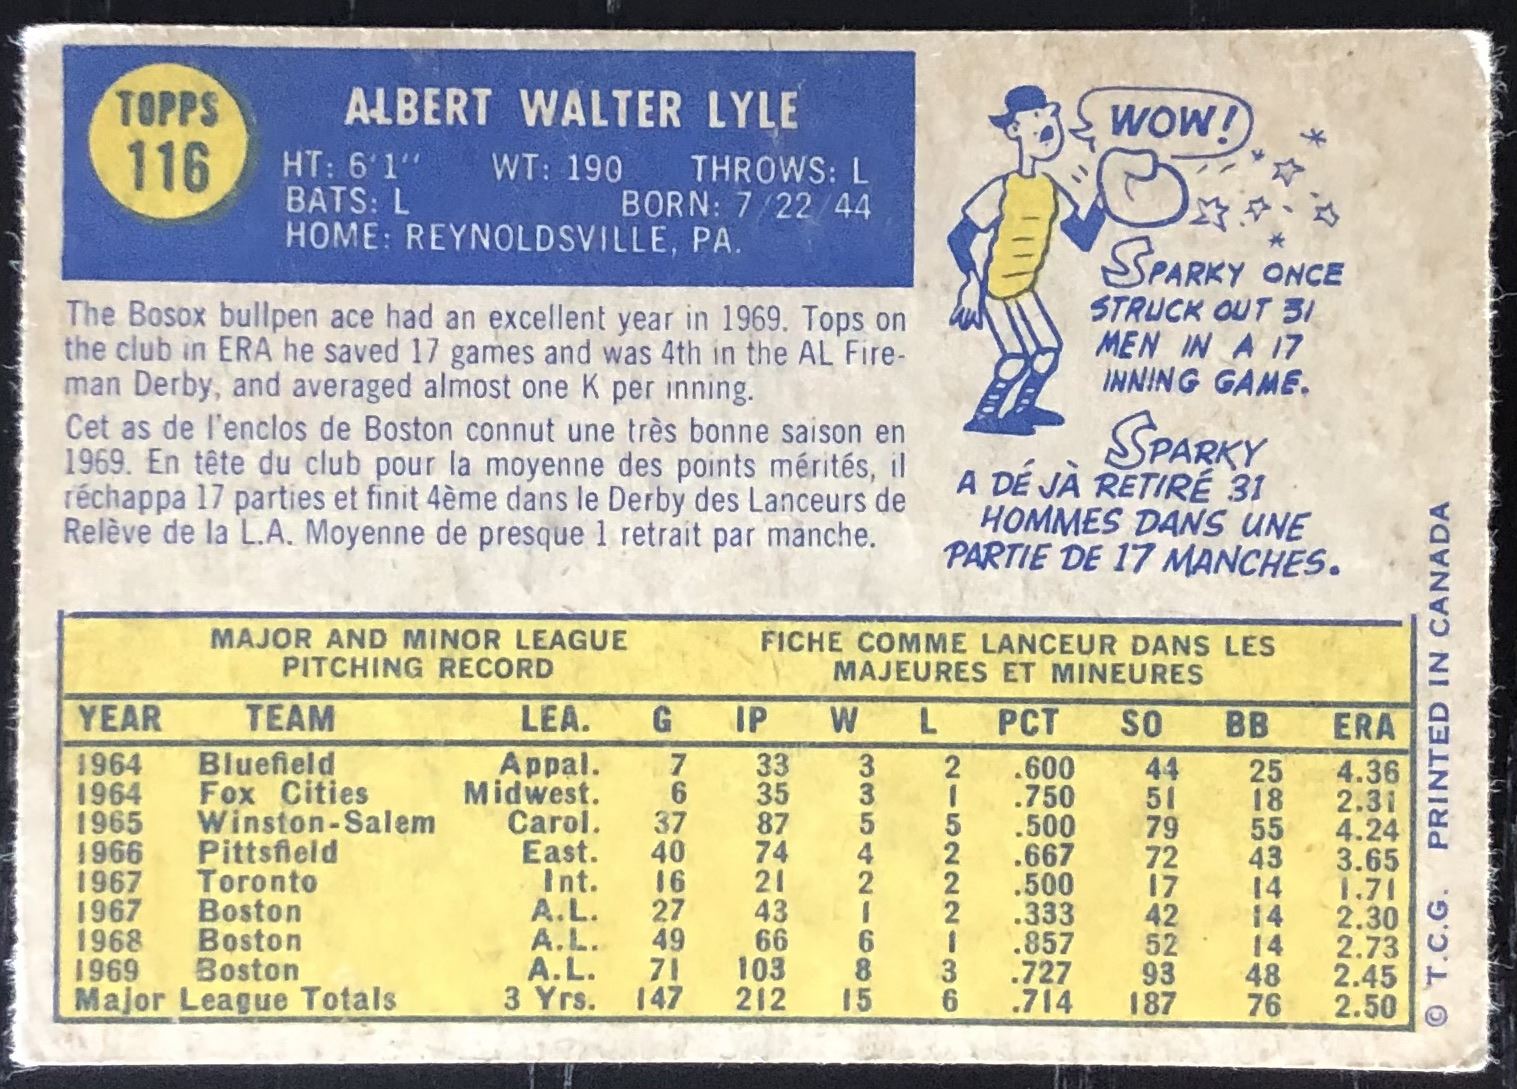 TOPPS
116
ALBERT WALTER LYLE
HT: 6'1" WT: 190 THROWS: L
BATS: L BORN: 7/22/44
HOME: REYNOLDSVILLE, PA.
The Bosox bullpen ace had an excellent year in 1969. Tops on
the club in ERA he saved 17 games and was 4th in the AL Fire-
man Derby, and averaged almost one K per inning.
Cet as de l'enclos de Boston connut une très bonne saison en
1969. En tête du club pour la moyenne des points mérités, il
réchappa 17 parties et finit 4ème dans le Derby des Lanceurs de
Relève de la L.A. Moyenne de presque 1 retrait par manche.
WOW!
SPARKY ONCE
STRUCK OUT 31
MEN IN A 17
INNING GAME.
SPARKY
A DÉJÀ RETIRÉ 31
HOMMES DANS UNE
PARTIE DE 17 MANCHES.
MAJOR AND MINOR LEAGUE
PITCHING RECORD
FICHE COMME LANCEUR DANS LES
MAJEURES ET MINEURES
YEAR TEAM LEA. G IP W L PCT SO BB ERA
1964 Bluefield Appal. 7 33 3 2 .600 44 25 4.36
1964 Fox Cities Midwest. 6 35 3 1 .750 51 18 2.31
1965 Winston-Salem Carol. 37 87 5 5 .500 79 55 4.24
1966 Pittsfield East. 40 74 4 2 .667 72 43 3.65
1967 Toronto Int. 16 21 2 2 .500 17 14 1.71
1967 Boston A.L. 27 43 1 2 .333 42 14 2.30
1968 Boston A.L. 49 66 6 1 .857 52 14 2.73
1969 Boston A.L. 71 103 8 3 .727 93 48 2.45
Major League Totals 3 Yrs. 147 212 15 6 .714 187 76 2.50
© T.C.G. PRINTED IN CANADA